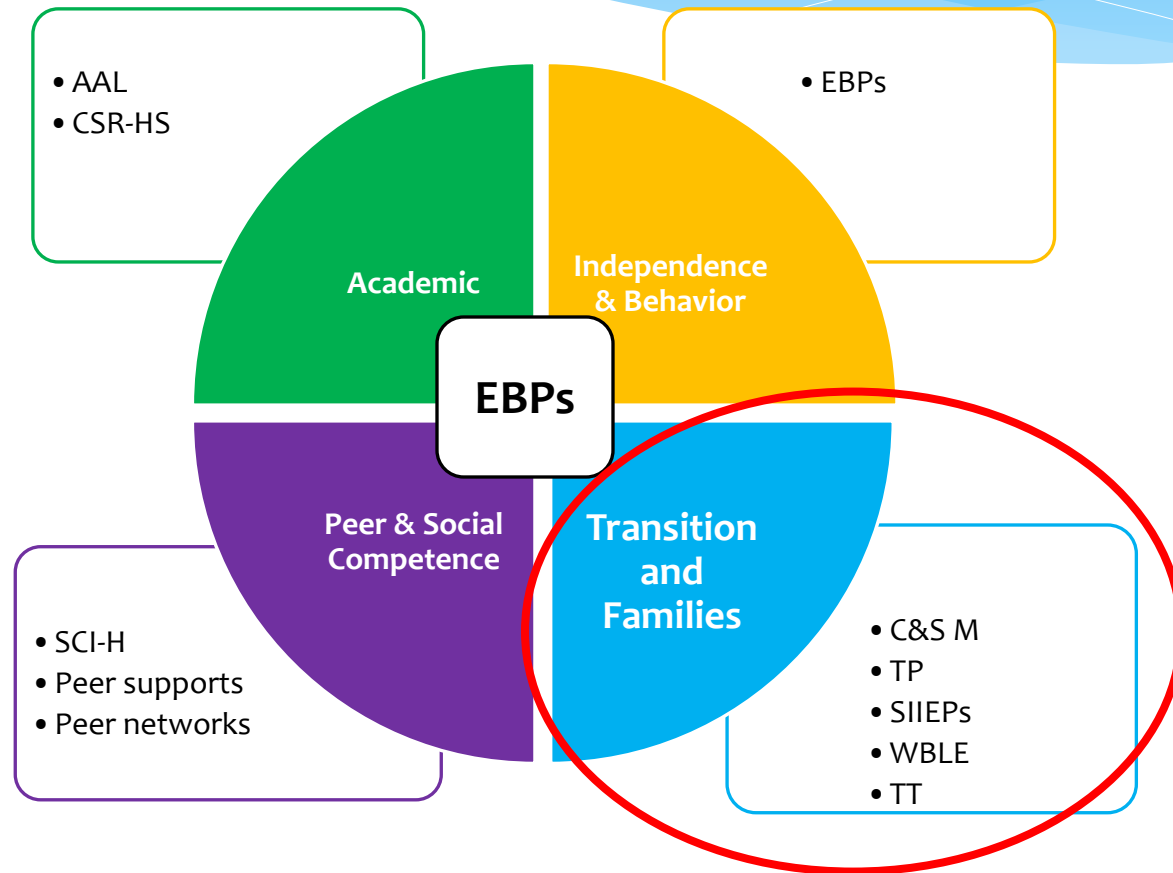 • AAL
• CSR-HS
• EBPs
Academic
Independence
& Behavior
EBPs
Peer & Social
Competence
Transition
and
Families
• SCI-H
• Peer supports
• Peer networks
• C&S M
• TP
• SIIEPs
• WBLE
• TT